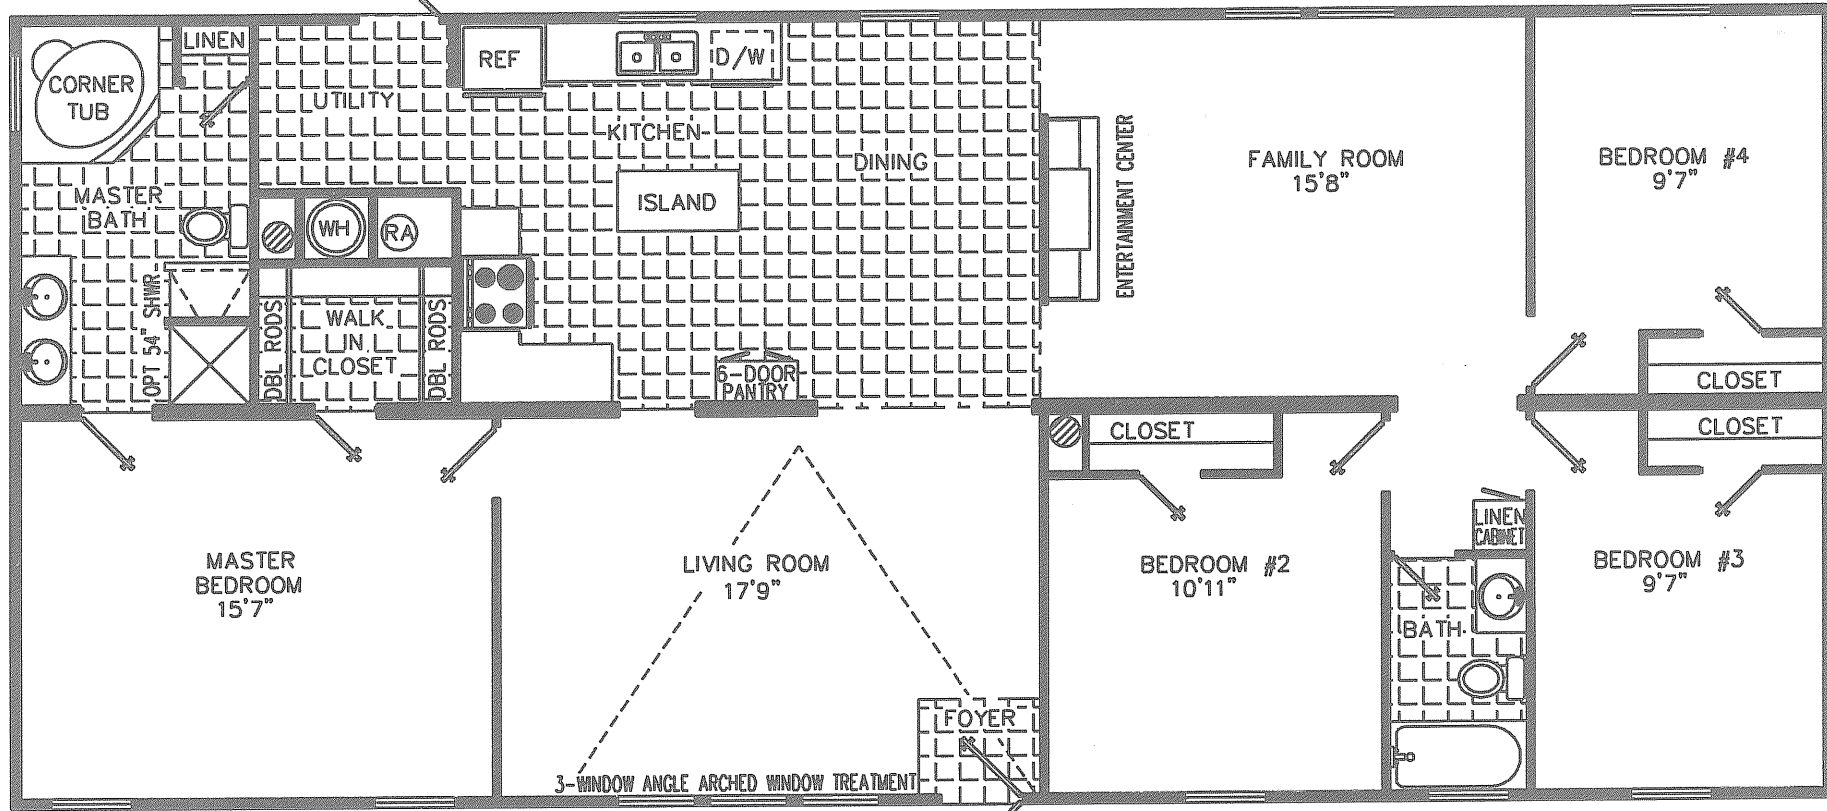 LINEN
CORNER
TUB
UTILITY
REF
D/W
KITCHEN
DINING
ENTERTAINMENT CENTER
FAMILY ROOM
15'8"
BEDROOM #4
9'7"
MASTER
BATH
WH
RA
ISLAND
OPT 54" SHWR
DBL RODS
WALK
IN
CLOSET
DBL RODS
6-DOOR
PANTRY
CLOSET
CLOSET
CLOSET
MASTER
BEDROOM
15'7"
LIVING ROOM
17'9"
BEDROOM #2
10'11"
LINEN
CABINET
BEDROOM #3
9'7"
BATH
FOYER
3-WINDOW ANGLE ARCHED WINDOW TREATMENT